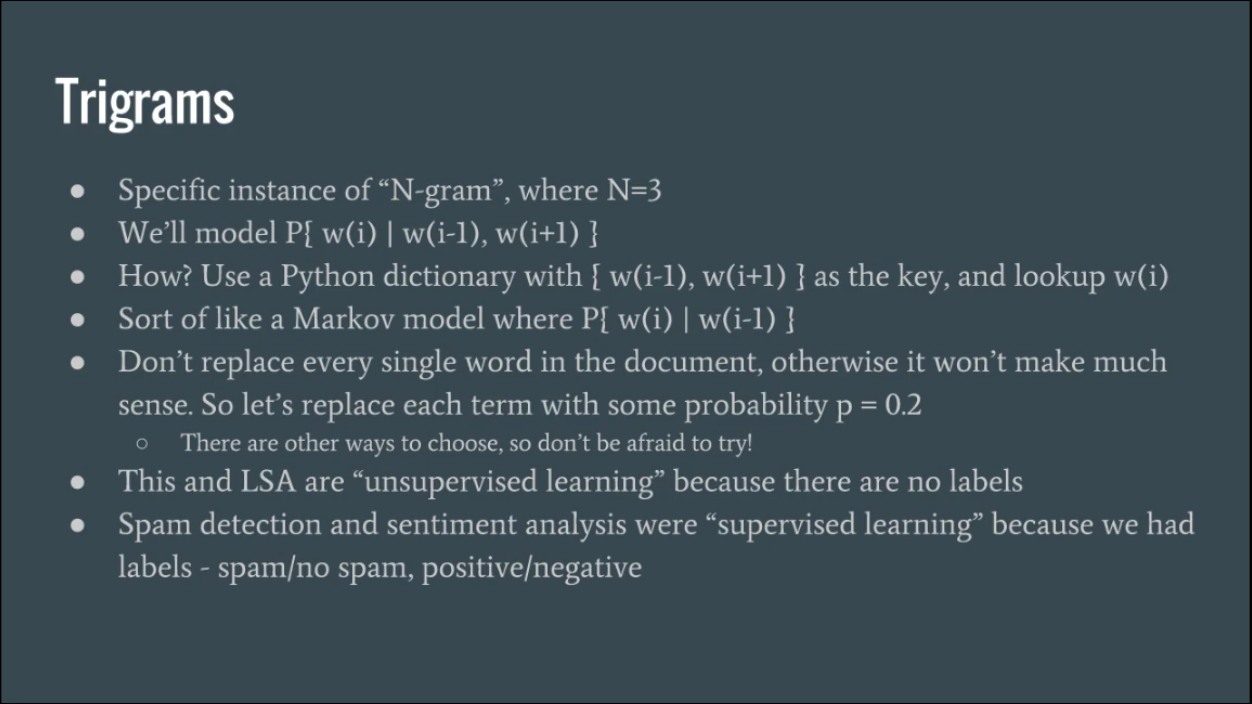 Trigrams
● Specific instance of “N-gram”, where N=3
● We’ll model P{ w(i) | w(i-1), w(i+1) }
● How? Use a Python dictionary with { w(i-1), w(i+1) } as the key, and lookup w(i)
● Sort of like a Markov model where P{ w(i) | w(i-1) }
● Don’t replace every single word in the document, otherwise it won’t make much
sense. So let’s replace each term with some probability p = 0.2
○ There are other ways to choose, so don’t be afraid to try!
● This and LSA are “unsupervised learning” because there are no labels
● Spam detection and sentiment analysis were “supervised learning” because we had
labels - spam/no spam, positive/negative